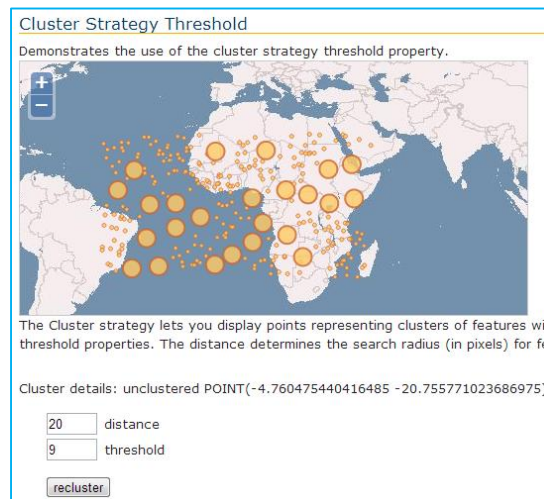 Cluster Strategy Threshold
Demonstrates the use of the cluster strategy threshold property.
+
−
The Cluster strategy lets you display points representing clusters of features wi
threshold properties. The distance determines the search radius (in pixels) for fe
Cluster details: unclustered POINT(-4.760475440416485 -20.755771023686975)
20 distance
9 threshold
recluster